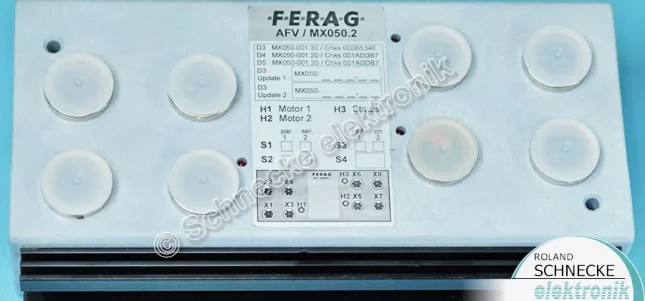 ·F·E·R·A·G·
AFV / MX050.2
D3 MX050-001.30 / Chks 0006534E
D4 MX050-001.20 / Chks 001ADDB7
D5 MX050-001.20 / Chks 001ADDB7
D3
Update 1 MX050-
D3
Update 2 MX050-
H1 Motor 1 H3 Status
H2 Motor 2
par ser on
1 2 1 2
S1 S3
S2 S4
FERAG
X4 H3 X6 X8
X1 X3 H1 H2 X5 X7
© Schnecke elektronik
ROLAND
SCHNECKE
elektronik